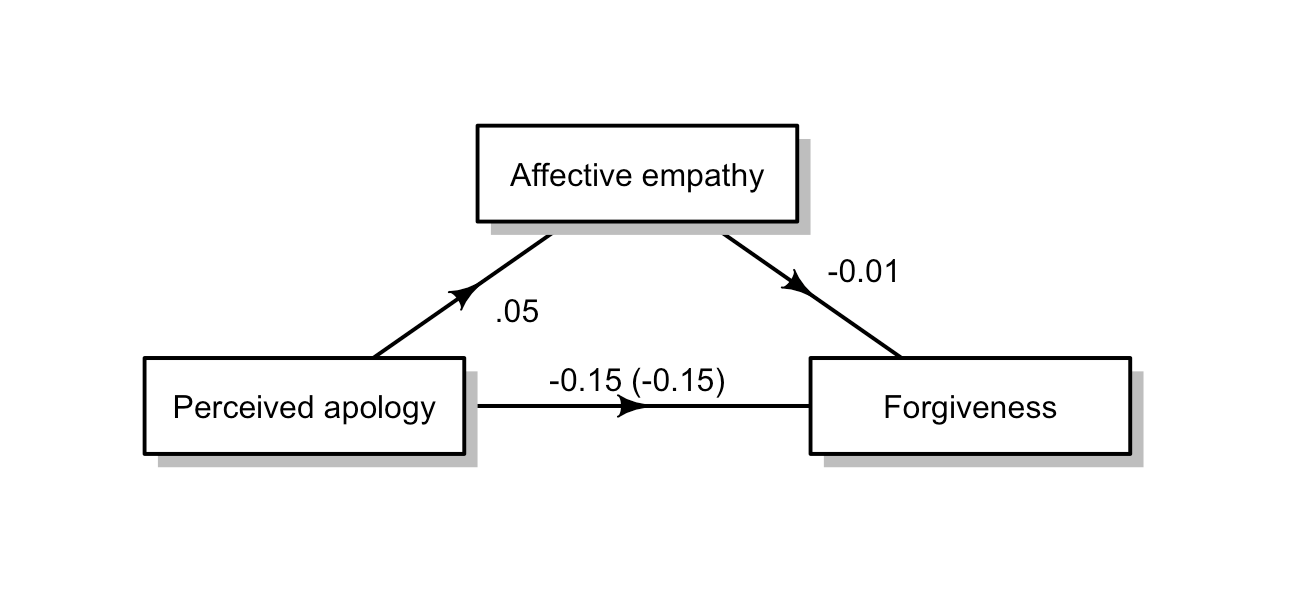 Affective empathy
-0.01
.05
-0.15 (-0.15)
Perceived apology
Forgiveness